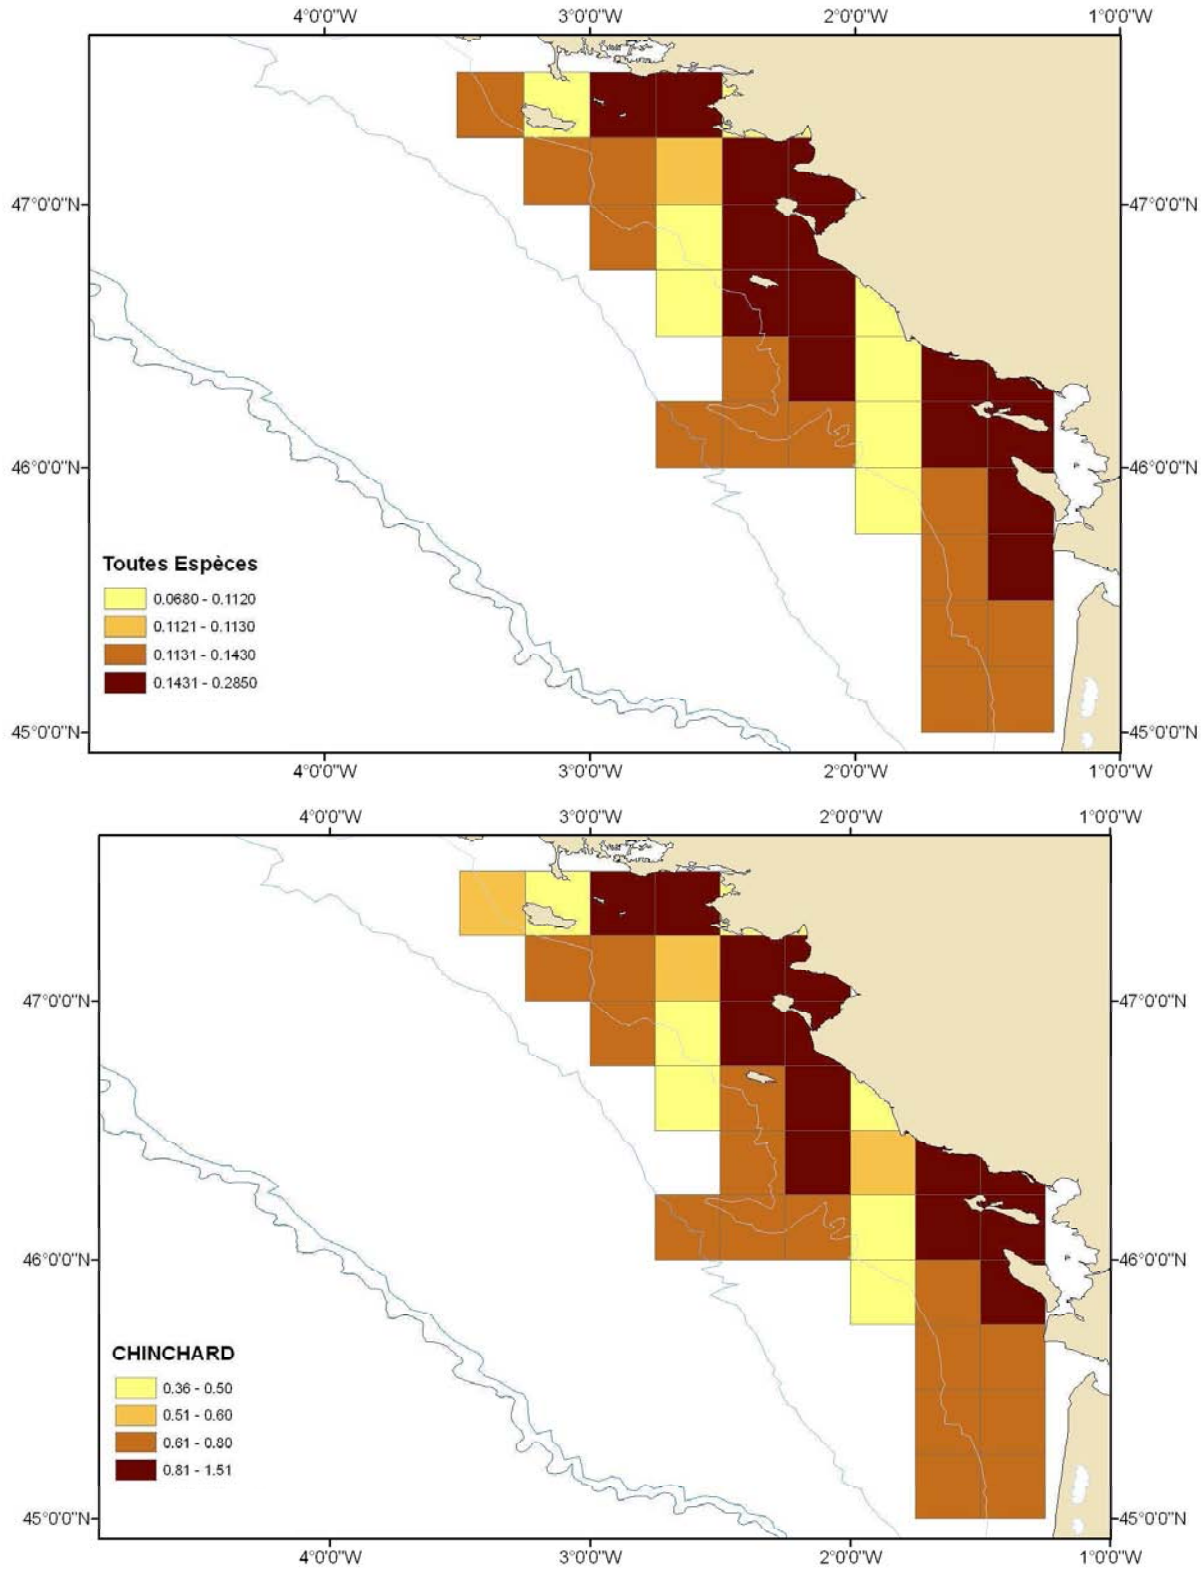 4°0'0"W 3°0'0"W 2°0'0"W 1°0'0"W
47°0'0"N 47°0'0"N
46°0'0"N 46°0'0"N
Toutes Espèces
0.0680 - 0.1120
0.1121 - 0.1130
0.1131 - 0.1430
0.1431 - 0.2850
45°0'0"N 45°0'0"N
4°0'0"W 3°0'0"W 2°0'0"W 1°0'0"W
4°0'0"W 3°0'0"W 2°0'0"W 1°0'0"W
47°0'0"N 47°0'0"N
46°0'0"N 46°0'0"N
CHINCHARD
0.36 - 0.50
0.51 - 0.60
0.61 - 0.80
0.81 - 1.51
45°0'0"N 45°0'0"N
4°0'0"W 3°0'0"W 2°0'0"W 1°0'0"W